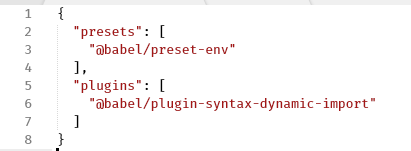 1 {
2   "presets": [
3     "@babel/preset-env"
4   ],
5   "plugins": [
6     "@babel/plugin-syntax-dynamic-import"
7   ]
8 }